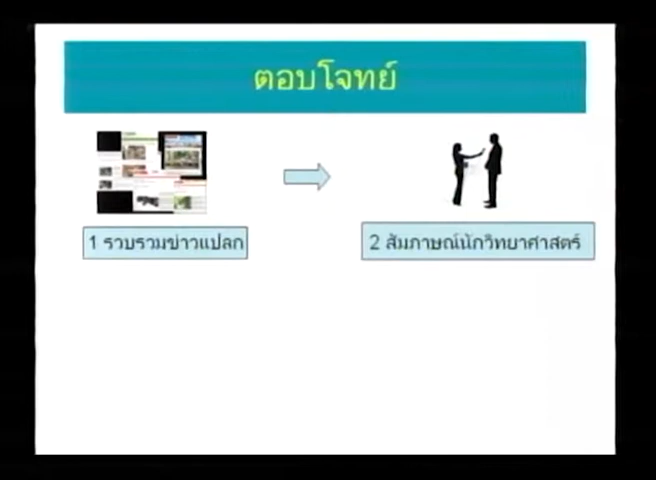 ตอบโจทย์
1 รวบรวมข่าวแปลก
2 สัมภาษณ์นักวิทยาศาสตร์